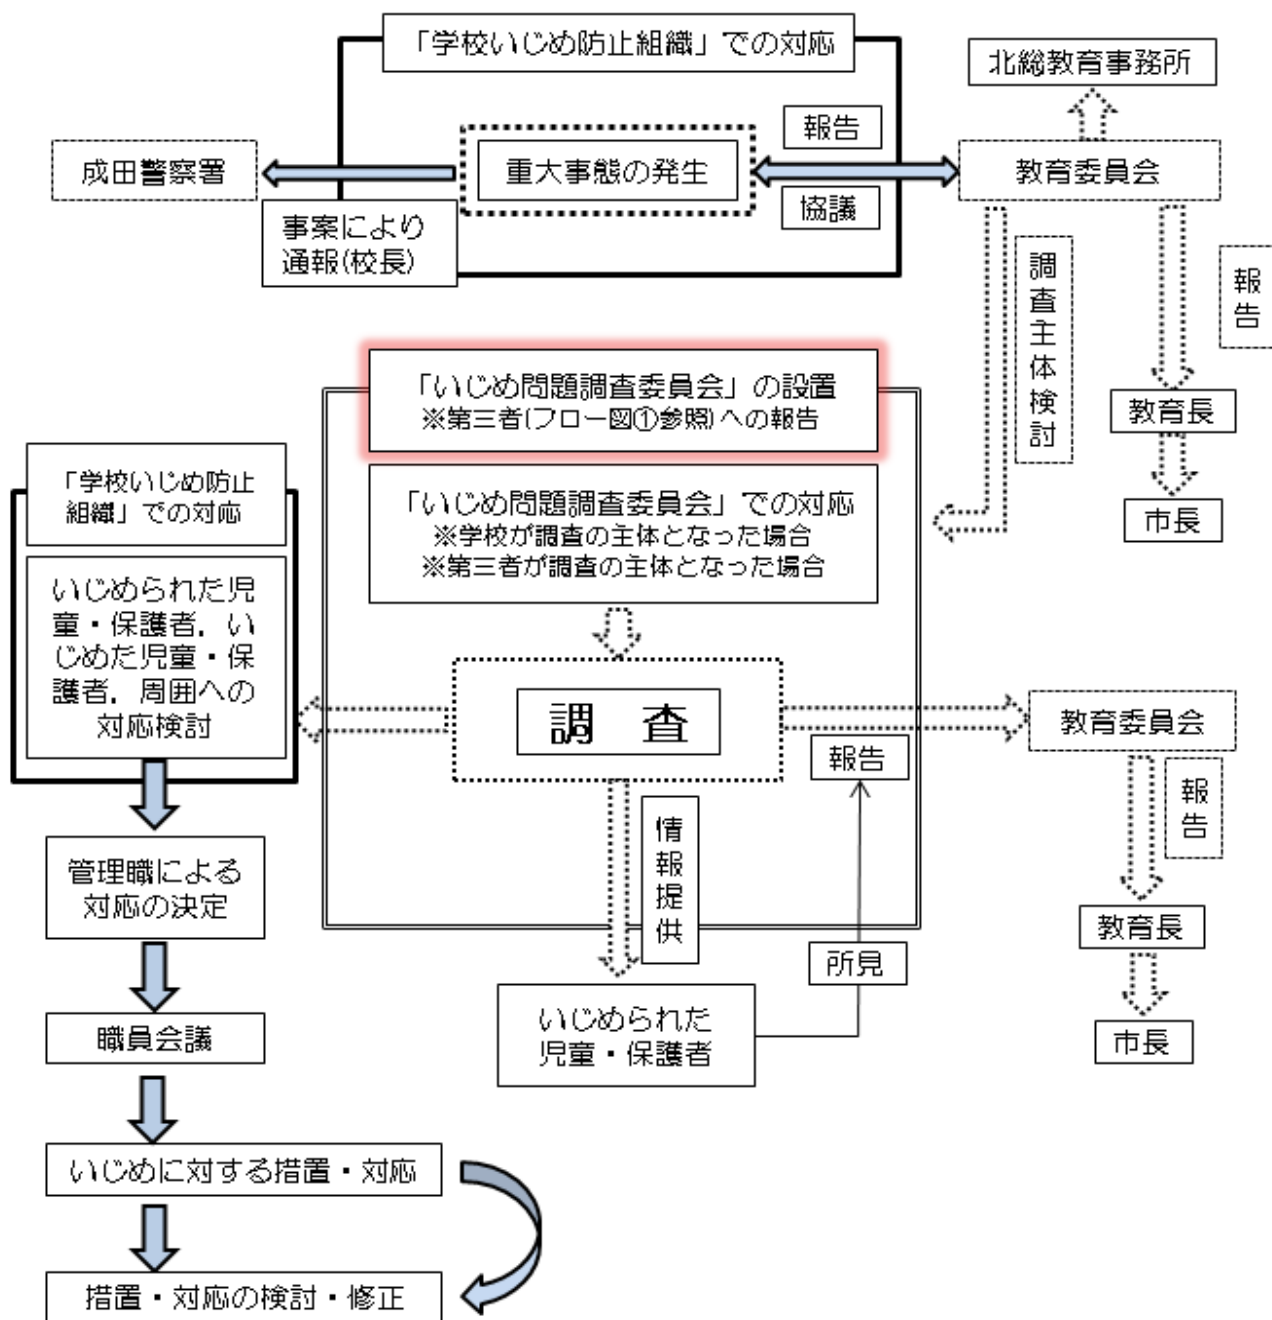 「学校いじめ防止組織」での対応
北総教育事務所
報告
成田警察署
重大事態の発生
教育委員会
協議
事案により
通報(校長)
調査主体検討
報告
「いじめ問題調査委員会」の設置
※第三者(フロー図①参照)への報告
教育長
「いじめ問題調査委員会」での対応
※学校が調査の主体となった場合
※第三者が調査の主体となった場合
市長
「学校いじめ防止
組織」での対応
いじめられた児
童・保護者，い
じめた児童・保
護者，周囲への
対応検討
調　査
教育委員会
報告
報告
情報提供
管理職による
対応の決定
教育長
所見
職員会議
いじめられた
児童・保護者
市長
いじめに対する措置・対応
措置・対応の検討・修正